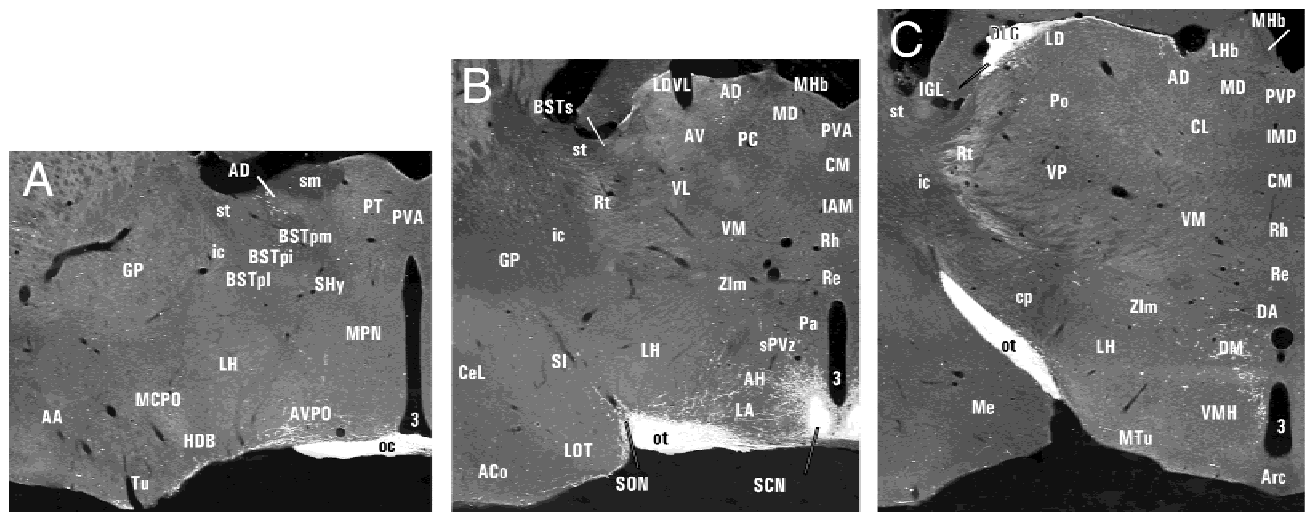 A
AD
sm
st
PT
PVA
BSTpm
ic
BSTpi
GP
BSTpl
SHy
MPN
LH
MCPO
AA
AVPO
3
HDB
oc
Tu
B
LDVL
AD
MHb
BSTs
MD
PVA
AV
PC
st
CM
VL
Rt
IAM
VM
ic
Rh
GP
ZIm
Re
Pa
sPVz
SI
LH
CeL
AH
3
LA
ot
LOT
ACo
SON
SCN
C
DLG
LD
MHb
LHb
AD
MD
IGL
PVP
st
Po
CL
IMD
Rt
VP
ic
CM
VM
Rh
Re
cp
ZIm
DA
ot
LH
DM
Me
VMH
3
MTu
Arc